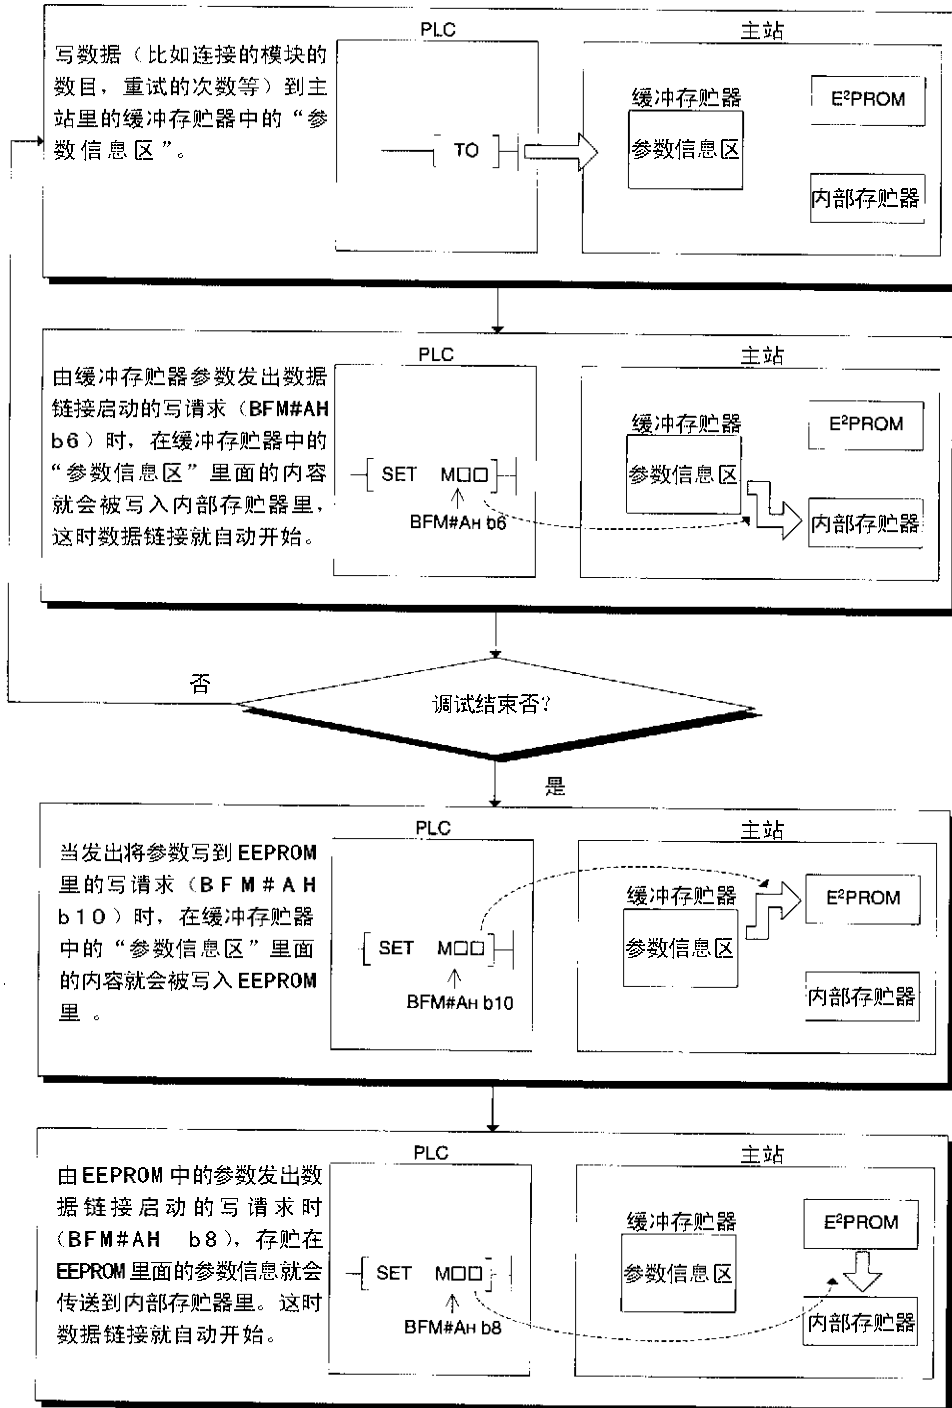 PLC
主站
写数据（比如连接的模块的
数目，重试的次数等）到主
站里的缓冲存贮器中的“参
数信息区”。
TO
缓冲存贮器
参数信息区
E²PROM
内部存贮器
PLC
主站
由缓冲存贮器参数发出数据
链接启动的写请求（BFM#AH
b6）时，在缓冲存贮器中的
“参数信息区”里面的内容
就会被写入内部存贮器里，
这时数据链接就自动开始。
SET M□□
BFM#AH b6
缓冲存贮器
参数信息区
E²PROM
内部存贮器
否
调试结束否？
是
PLC
主站
当发出将参数写到EEPROM
里的写请求（BFM#AH
b10）时，在缓冲存贮器
中的“参数信息区”里面
的内容就会被写入EEPROM
里。
SET M□□
BFM#AH b10
缓冲存贮器
参数信息区
E²PROM
内部存贮器
PLC
主站
由EEPROM中的参数发出数
据链接启动的写请求时
（BFM#AH b8），存贮在
EEPROM里面的参数信息就会
传送到内部存贮器里。这时
数据链接就自动开始。
SET M□□
BFM#AH b8
缓冲存贮器
参数信息区
E²PROM
内部存贮器